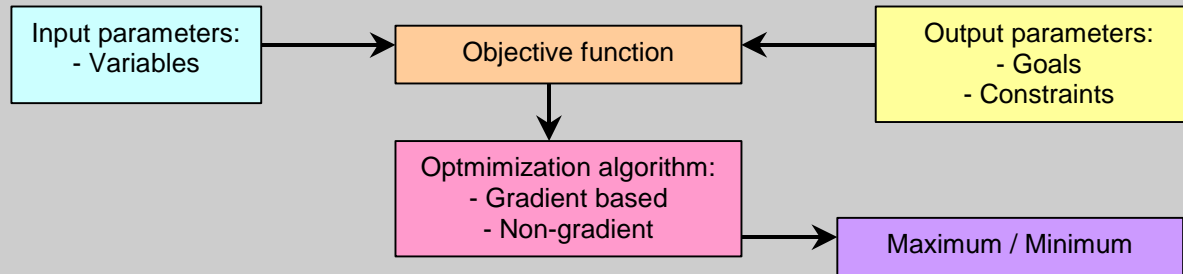 Input parameters:
- Variables
Objective function
Output parameters:
- Goals
- Constraints
Optmimization algorithm:
- Gradient based
- Non-gradient
Maximum / Minimum